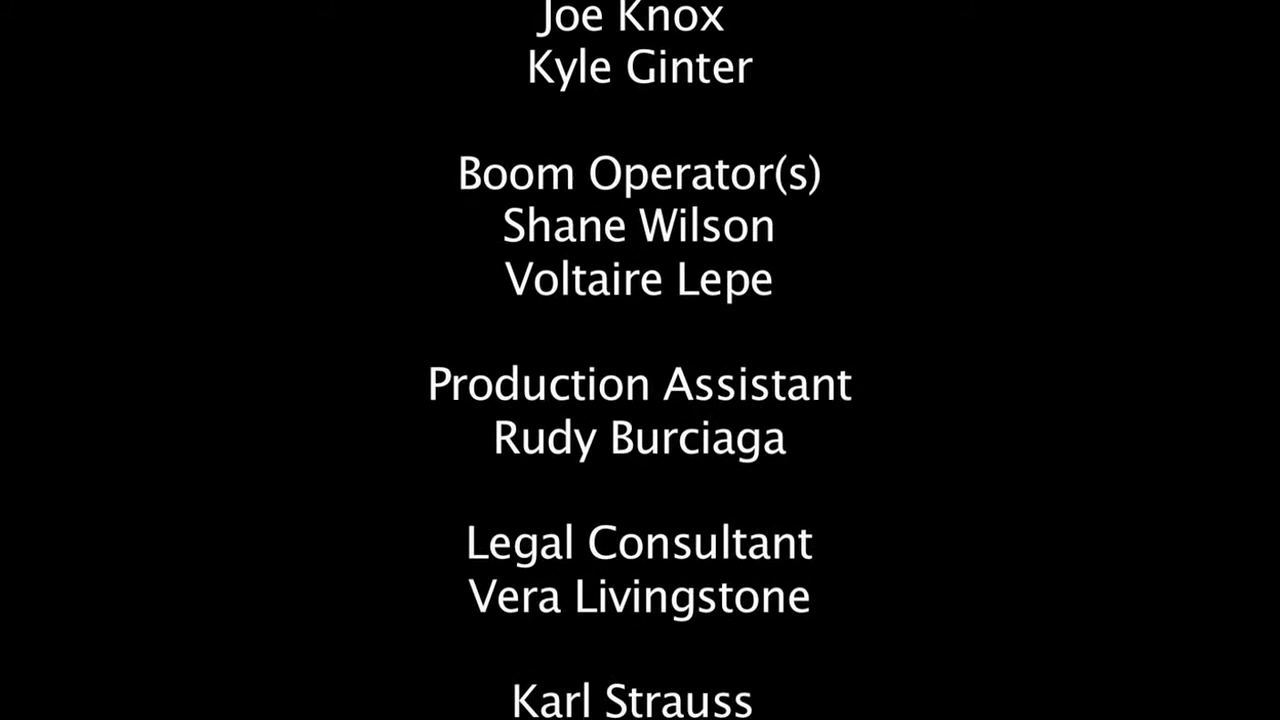 Joe Knox
Kyle Ginter
Boom Operator(s)
Shane Wilson
Voltaire Lepe
Production Assistant
Rudy Burciaga
Legal Consultant
Vera Livingstone
Karl Strauss